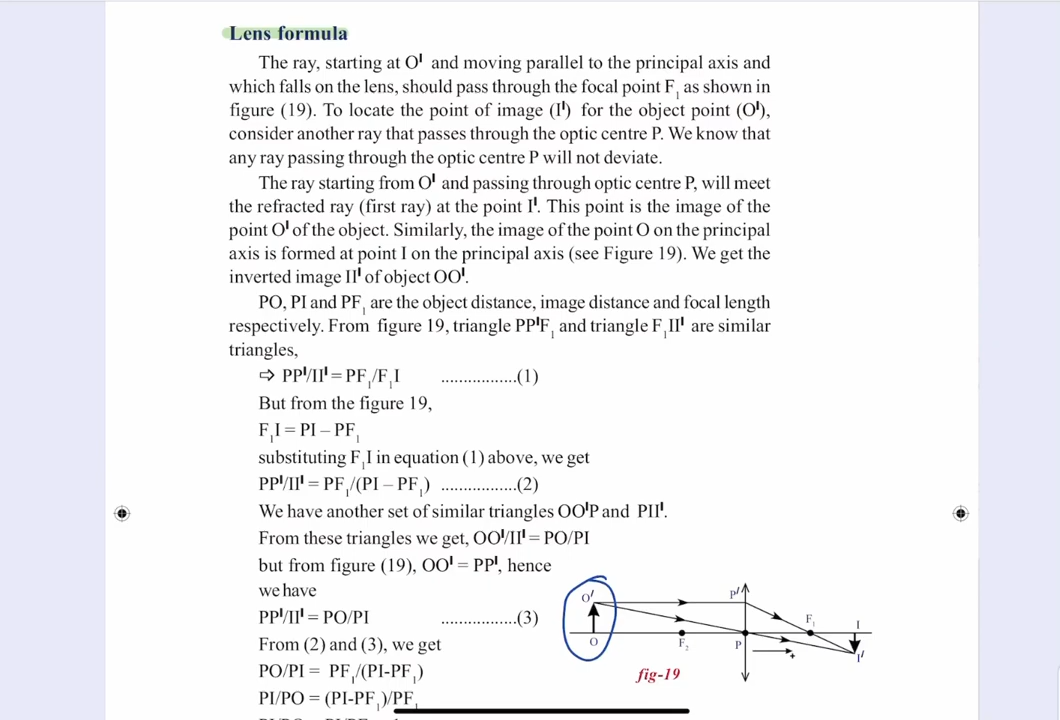 Lens formula
The ray, starting at O' and moving parallel to the principal axis and
which falls on the lens, should pass through the focal point F₁ as shown in
figure (19). To locate the point of image (I') for the object point (O'),
consider another ray that passes through the optic centre P. We know that
any ray passing through the optic centre P will not deviate.
The ray starting from O' and passing through optic centre P, will meet
the refracted ray (first ray) at the point I'. This point is the image of the
point O' of the object. Similarly, the image of the point O on the principal
axis is formed at point I on the principal axis (see Figure 19). We get the
inverted image II' of object OO'.
PO, PI and PF₁ are the object distance, image distance and focal length
respectively. From figure 19, triangle PP'F₁ and triangle F₁II' are similar
triangles,
⇨ PP'/II' = PF₁/F₁I .................(1)
But from the figure 19,
F₁I = PI – PF₁
substituting F₁I in equation (1) above, we get
PP'/II' = PF₁/(PI – PF₁) .................(2)
We have another set of similar triangles OO'P and PII'.
From these triangles we get, OO'/II' = PO/PI
but from figure (19), OO' = PP', hence
we have
PP'/II' = PO/PI .................(3)
From (2) and (3), we get
PO/PI = PF₁/(PI-PF₁)
PI/PO = (PI-PF₁)/PF₁
O' P' F₁ I
O F₂ P + I'
fig-19